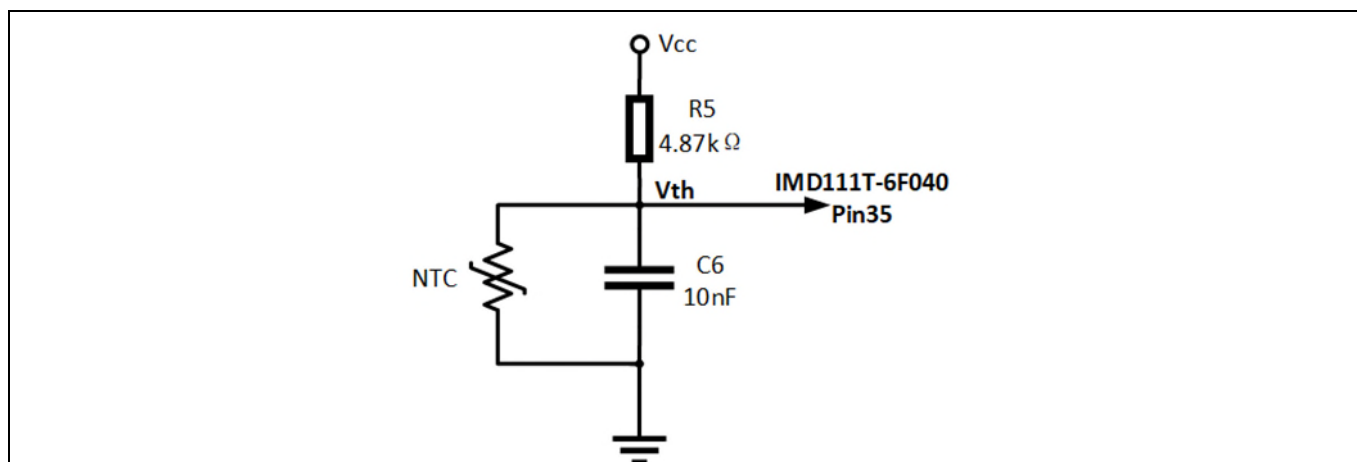 Vcc
R5
4.87k Ω
Vth
IMD111T-6F040
Pin35
NTC
C6
10nF